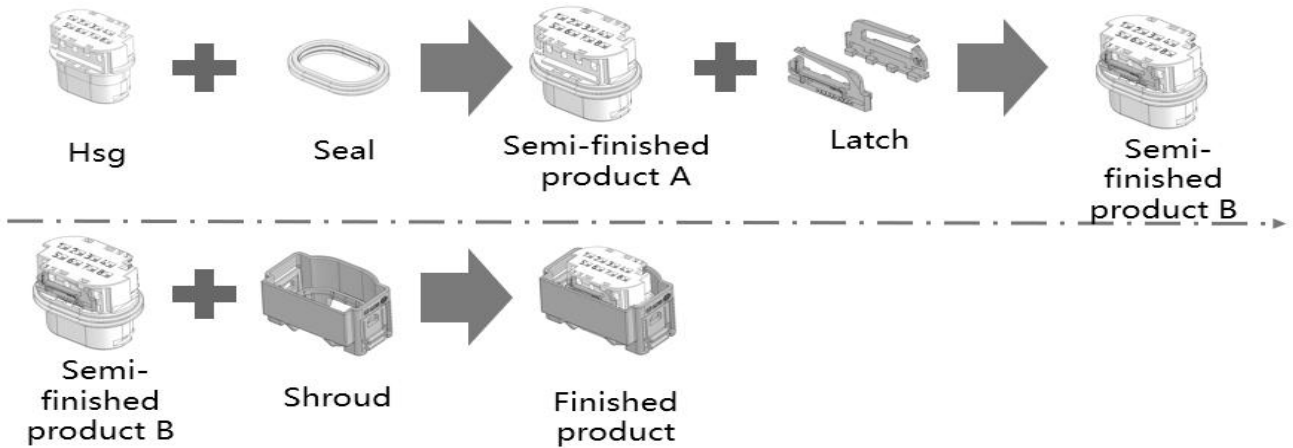 Hsg
Seal
Semi-finished
product A
Latch
Semi-
finished
product B
Semi-
finished
product B
Shroud
Finished
product